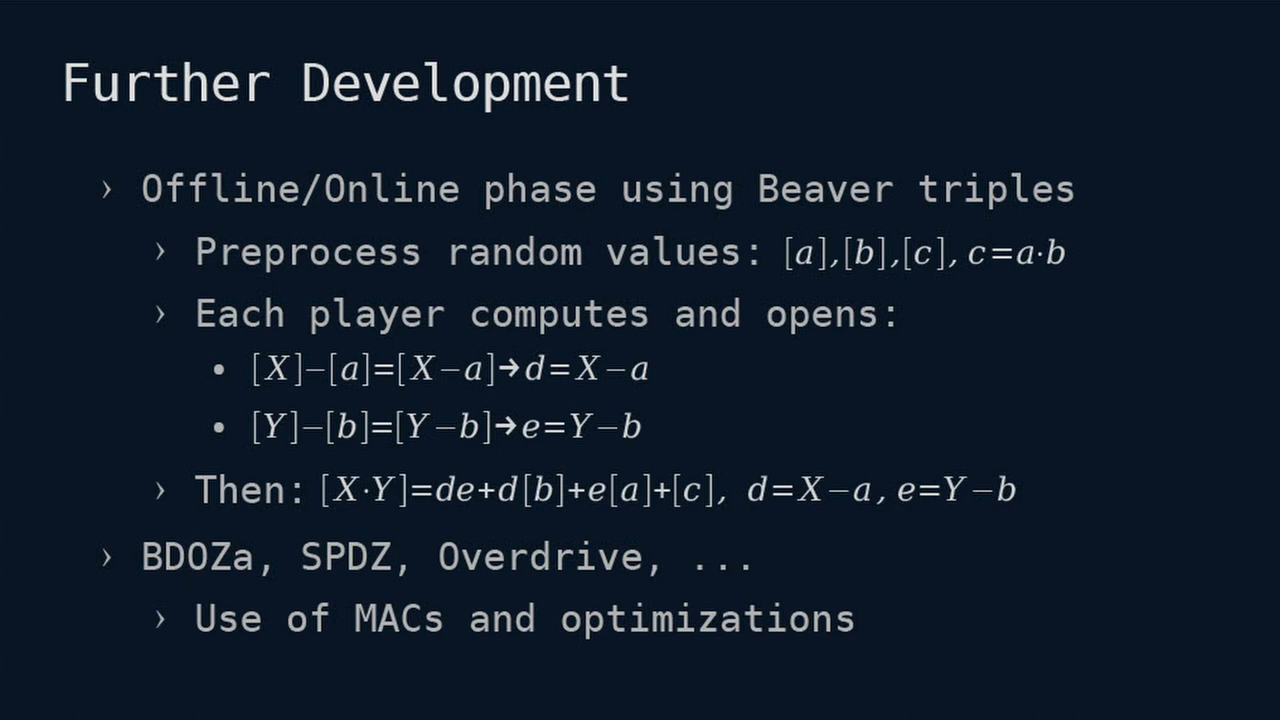 Further Development
› Offline/Online phase using Beaver triples
› Preprocess random values: [a],[b],[c], c=a·b
› Each player computes and opens:
• [X]−[a]=[X−a]→d=X−a
• [Y]−[b]=[Y−b]→e=Y−b
› Then: [X·Y]=de+d[b]+e[a]+[c], d=X−a, e=Y−b
› BDOZa, SPDZ, Overdrive, ...
› Use of MACs and optimizations